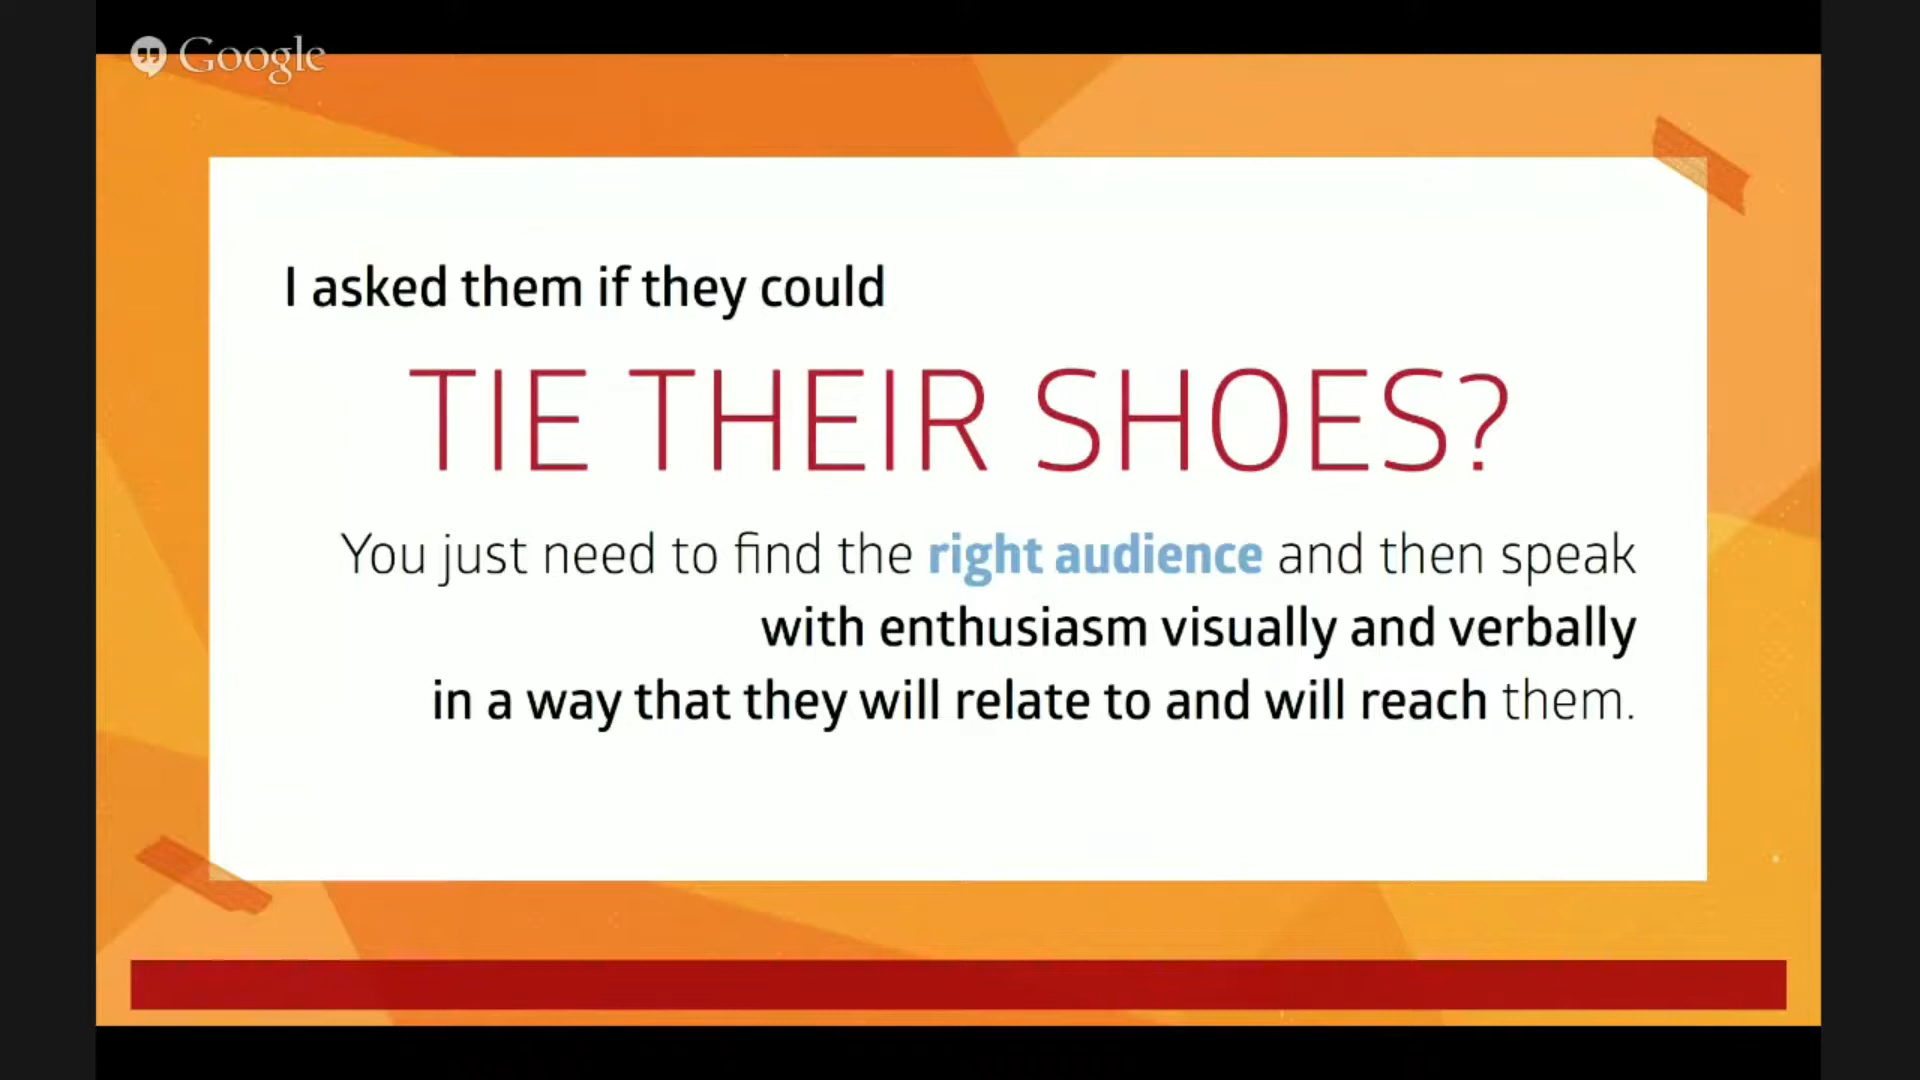 Google
I asked them if they could
TIE THEIR SHOES?
You just need to find the right audience and then speak
with enthusiasm visually and verbally
in a way that they will relate to and will reach them.